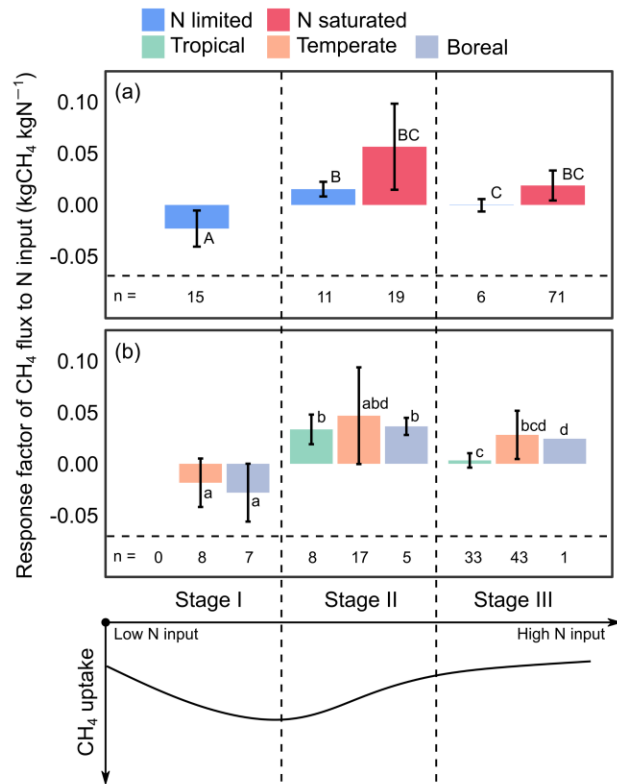 N limited N saturated
Tropical Temperate Boreal
Response factor of CH₄ flux to N input (kgCH₄ kgN⁻¹)
(a)
0.10
0.05
0.00
-0.05
A
B
BC
C
BC
n = 15 11 19 6 71
(b)
0.10
0.05
0.00
-0.05
a
a
b
abd
b
c
bcd
d
n = 0 8 7 8 17 5 33 43 1
Stage I Stage II Stage III
Low N input High N input
CH₄ uptake